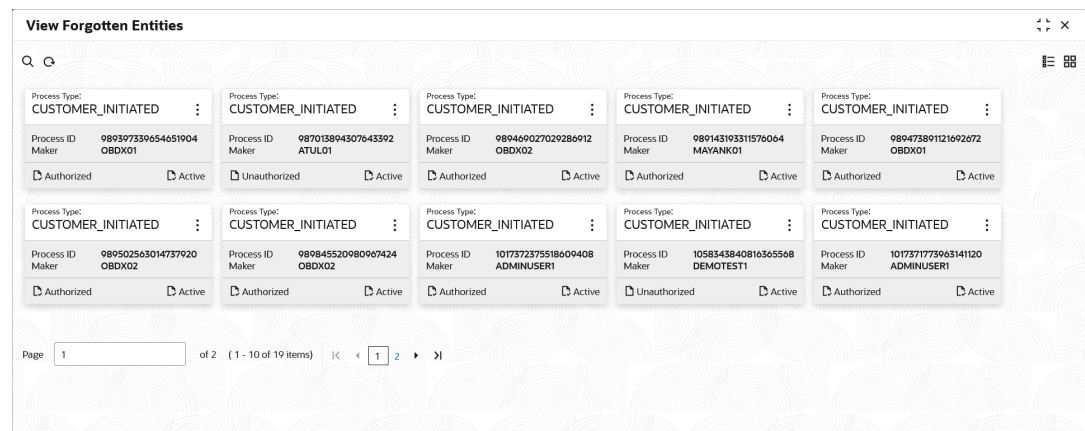 View Forgotten Entities
Process Type: Process Type: Process Type: Process Type: Process Type:
CUSTOMER_INITIATED CUSTOMER_INITIATED CUSTOMER_INITIATED CUSTOMER_INITIATED CUSTOMER_INITIATED
Process ID 989397339654651904 Process ID 987013894307643392 Process ID 989469027029286912 Process ID 989143193311576064 Process ID 989473891121692672
Maker OBDX01 Maker ATUL01 Maker OBDX02 Maker MAYANK01 Maker OBDX01
Authorized Active Unauthorized Active Authorized Active Authorized Active Authorized Active
Process Type: Process Type: Process Type: Process Type: Process Type:
CUSTOMER_INITIATED CUSTOMER_INITIATED CUSTOMER_INITIATED CUSTOMER_INITIATED CUSTOMER_INITIATED
Process ID 989502563014737920 Process ID 989845520980967424 Process ID 1017372375518609408 Process ID 1058343840816365568 Process ID 1017371773963141120
Maker OBDX02 Maker OBDX02 Maker ADMINUSER1 Maker DEMOTEST1 Maker ADMINUSER1
Authorized Active Authorized Active Authorized Active Unauthorized Active Authorized Active
Page 1 of 2 ( 1 - 10 of 19 items) 1 2